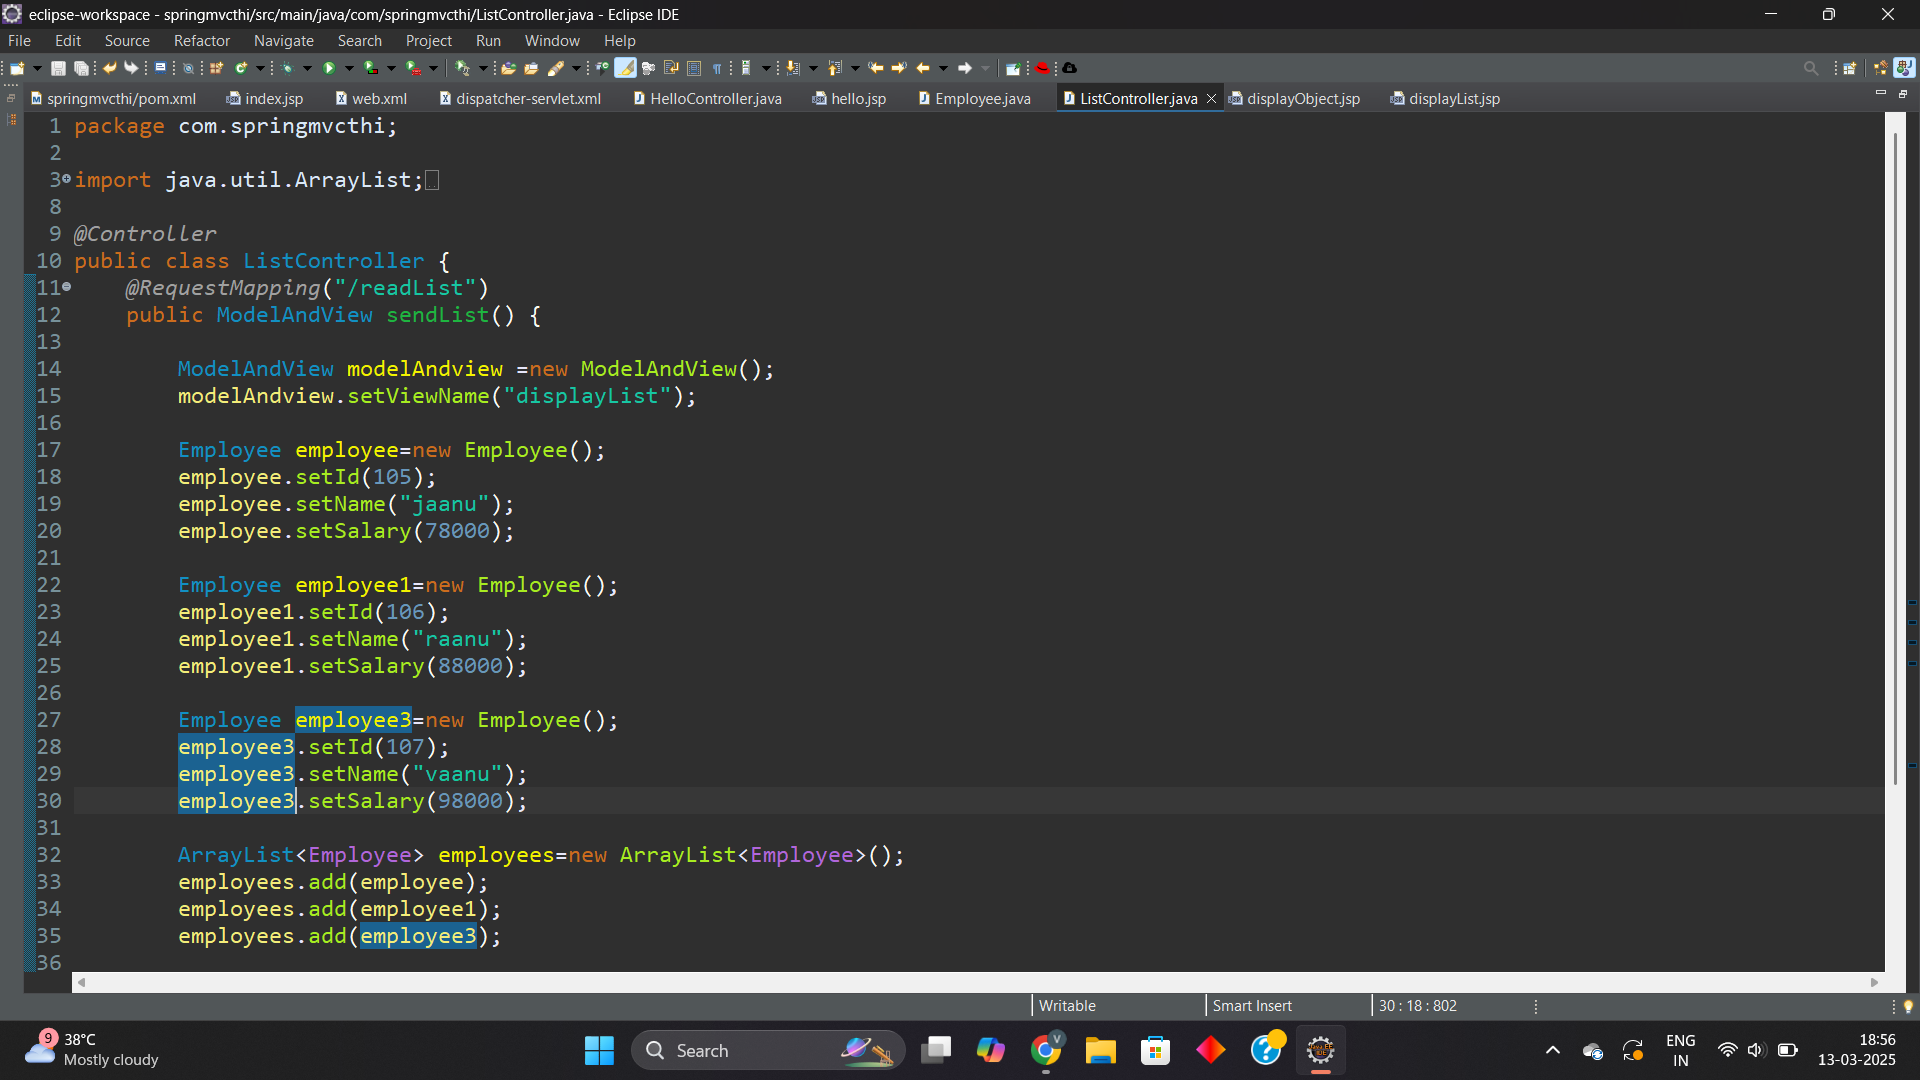 eclipse-workspace - springmvcthi/src/main/java/com/springmvcthi/ListController.java - Eclipse IDE
File Edit Source Refactor Navigate Search Project Run Window Help
springmvcthi/pom.xml index.jsp web.xml dispatcher-servlet.xml HelloController.java hello.jsp Employee.java ListController.java displayObject.jsp displayList.jsp
1 package com.springmvcthi;
2
3 import java.util.ArrayList;
8
9 @Controller
10 public class ListController {
11 @RequestMapping("/readList")
12 public ModelAndView sendList() {
13
14 ModelAndView modelAndview =new ModelAndView();
15 modelAndview.setViewName("displayList");
16
17 Employee employee=new Employee();
18 employee.setId(105);
19 employee.setName("jaanu");
20 employee.setSalary(78000);
21
22 Employee employee1=new Employee();
23 employee1.setId(106);
24 employee1.setName("raanu");
25 employee1.setSalary(88000);
26
27 Employee employee3=new Employee();
28 employee3.setId(107);
29 employee3.setName("vaanu");
30 employee3.setSalary(98000);
31
32 ArrayList<Employee> employees=new ArrayList<Employee>();
33 employees.add(employee);
34 employees.add(employee1);
35 employees.add(employee3);
36
Writable Smart Insert 30 : 18 : 802
9 38°C
Mostly cloudy
Search
V
ENG
IN
18:56
13-03-2025